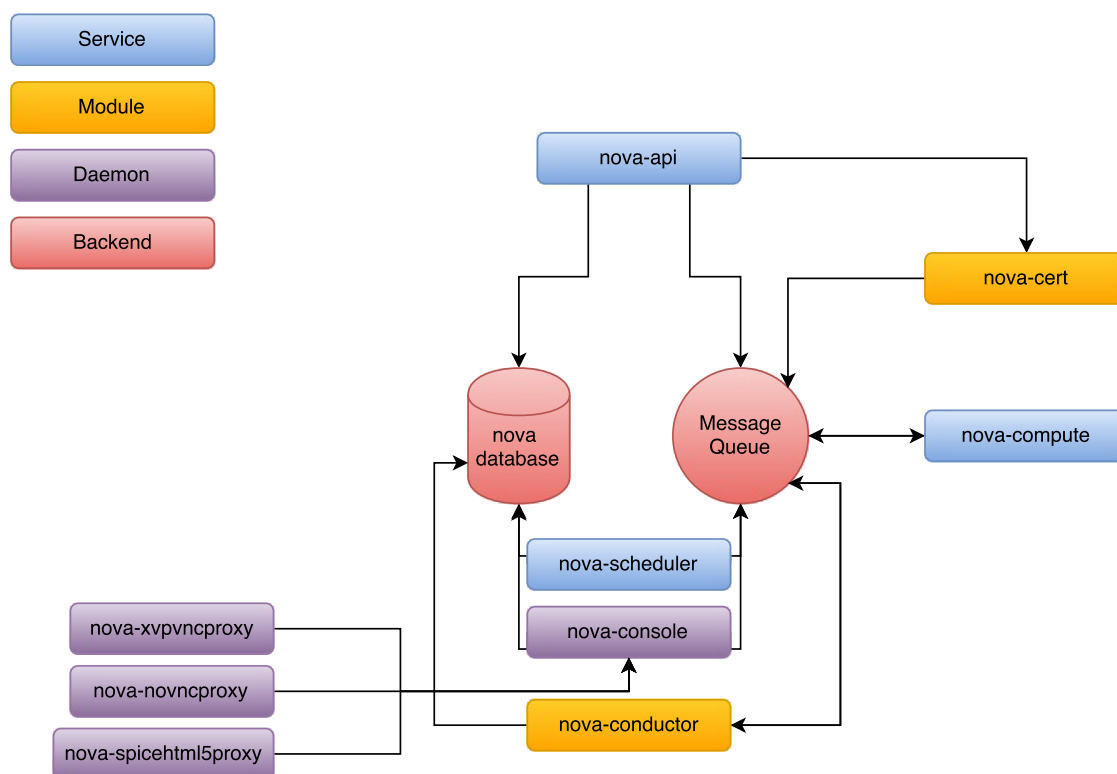 Service
Module
Daemon
Backend
nova-api
nova-cert
nova
database
Message
Queue
nova-compute
nova-scheduler
nova-console
nova-xvpvncproxy
nova-novncproxy
nova-conductor
nova-spicehtml5proxy